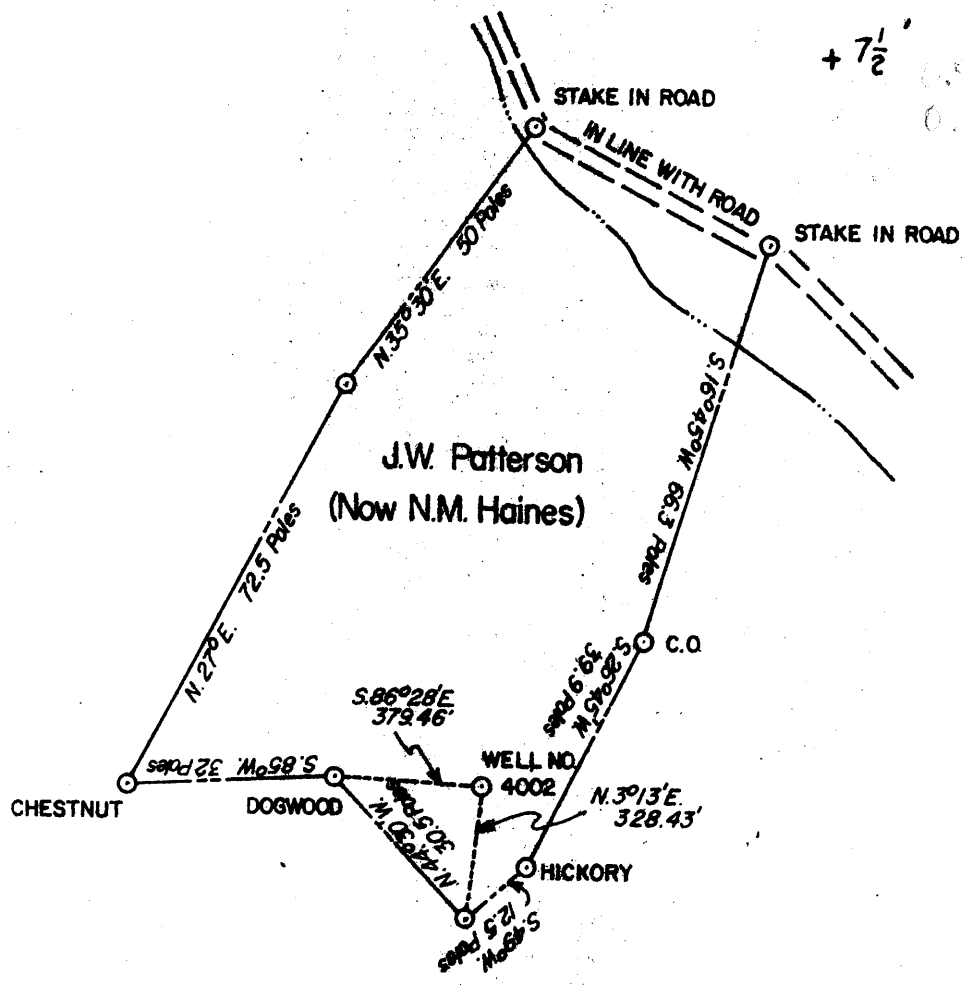 + 7 1/2 '
STAKE IN ROAD
IN LINE WITH ROAD
STAKE IN ROAD
N. 35° 30' E. 50 Poles
S. 16° 45' W. 66.3 Poles
J.W. Patterson
(Now N.M. Haines)
N. 27° E. 72.5 Poles
C.O.
S. 26° 45' W.
39.9 Poles
S. 86° 28' E.
379.46'
WELL NO.
4002
S. 85° W. 32 Poles
CHESTNUT
DOGWOOD
N. 3° 13' E.
328.43'
N. 44° 30' W.
30.5 Poles
HICKORY
S. 49° W.
12.5
Poles